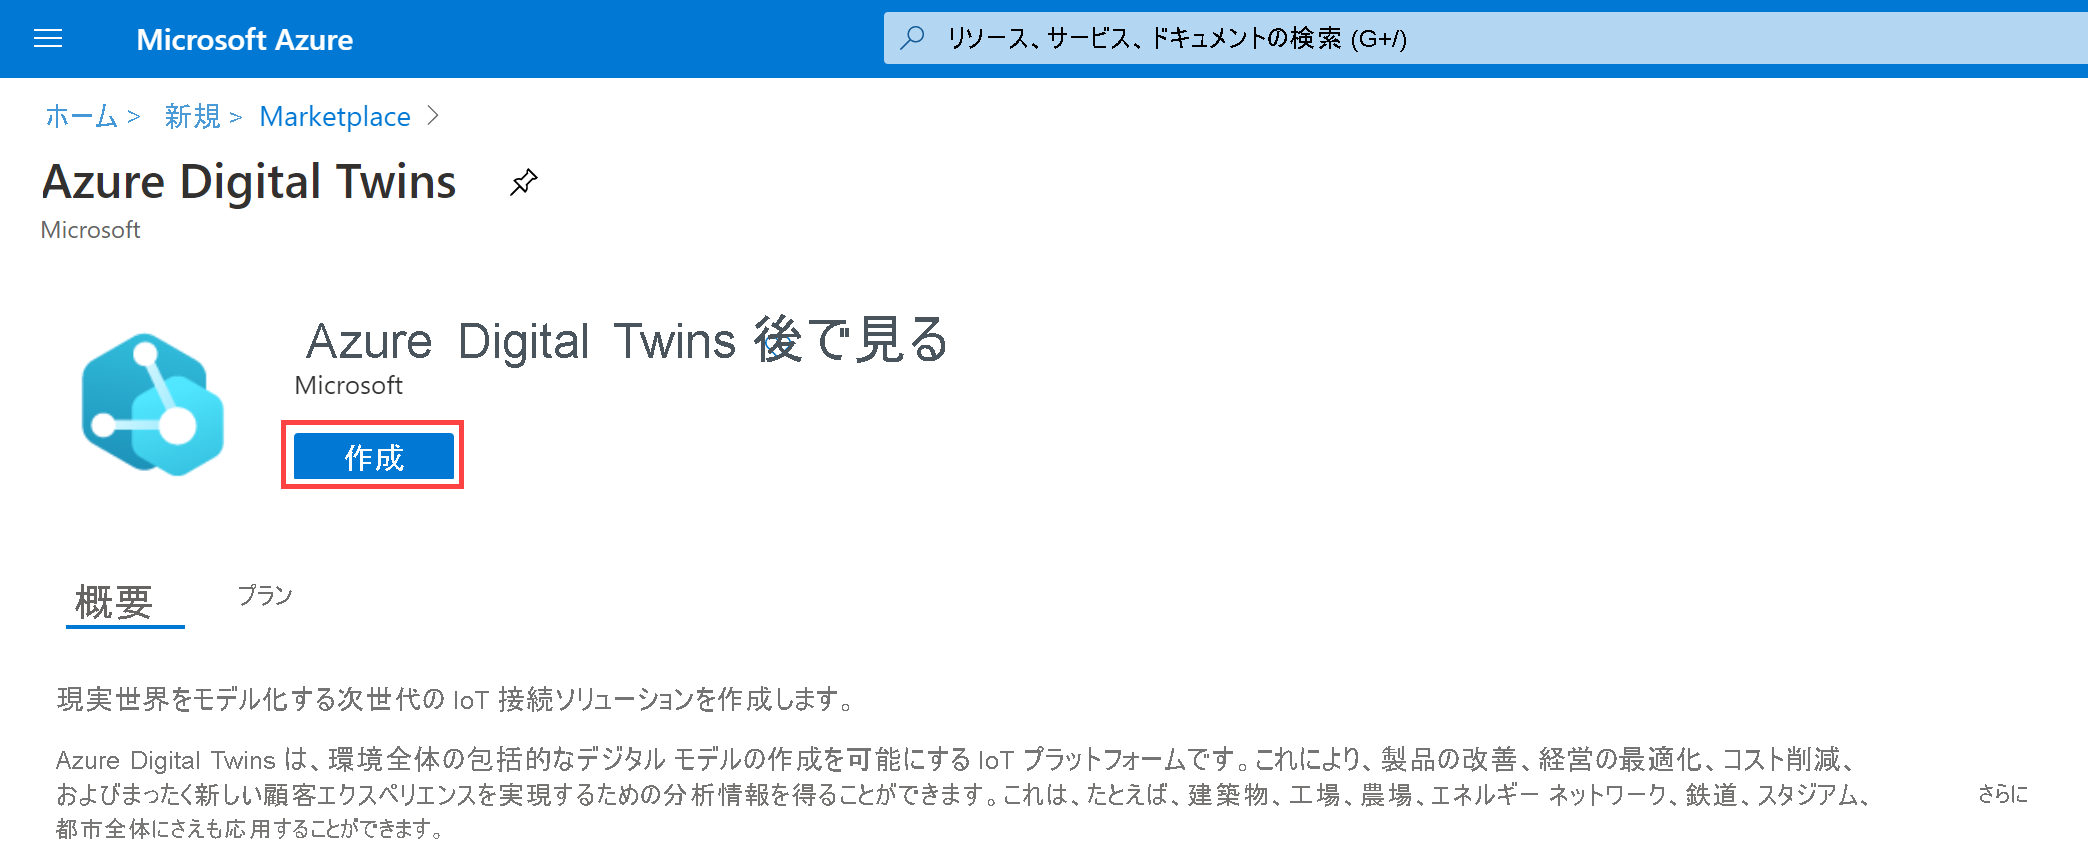 Microsoft Azure
リソース、サービス、ドキュメントの検索 (G+/)
ホーム > 新規 > Marketplace >
Azure Digital Twins
Microsoft
Azure Digital Twins 後で見る
Microsoft
作成
概要 プラン
現実世界をモデル化する次世代の IoT 接続ソリューションを作成します。
Azure Digital Twins は、環境全体の包括的なデジタル モデルの作成を可能にする IoT プラットフォームです。これにより、製品の改善、経営の最適化、コスト削減、
およびまったく新しい顧客エクスペリエンスを実現するための分析情報を得ることができます。これは、たとえば、建築物、工場、農場、エネルギー ネットワーク、鉄道、スタジアム、 さらに
都市全体にさえも応用することができます。